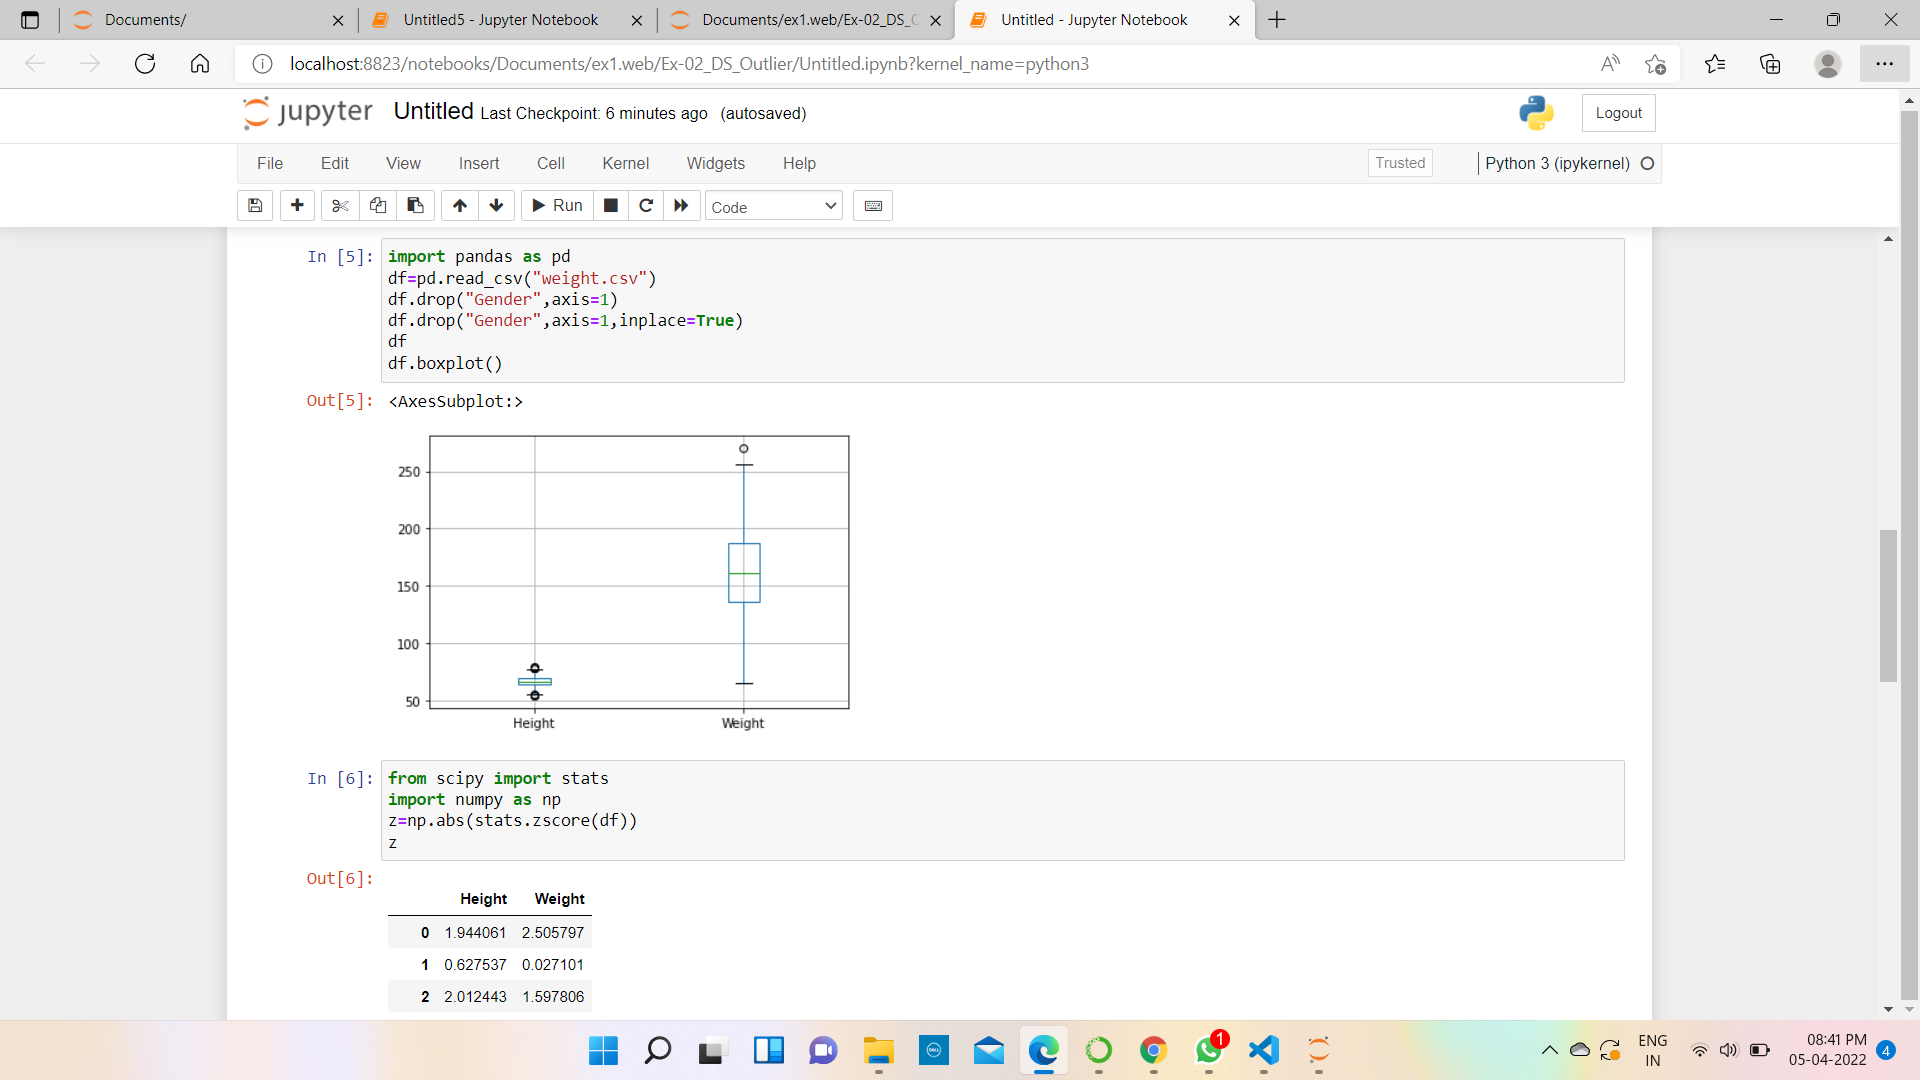 Documents/
Untitled5 - Jupyter Notebook
Documents/ex1.web/Ex-02_DS_
Untitled - Jupyter Notebook
localhost:8823/notebooks/Documents/ex1.web/Ex-02_DS_Outlier/Untitled.ipynb?kernel_name=python3
jupyter Untitled Last Checkpoint: 6 minutes ago (autosaved)
Logout
File Edit View Insert Cell Kernel Widgets Help
Trusted
Python 3 (ipykernel)
Run
Code
In [5]: import pandas as pd
df=pd.read_csv("weight.csv")
df.drop("Gender",axis=1)
df.drop("Gender",axis=1,inplace=True)
df
df.boxplot()
Out[5]: <AxesSubplot:>
250
200
150
100
50
Height Weight
In [6]: from scipy import stats
import numpy as np
z=np.abs(stats.zscore(df))
z
Out[6]:
Height Weight
0 1.944061 2.505797
1 0.627537 0.027101
2 2.012443 1.597806
1
ENG
IN
08:41 PM
05-04-2022
4